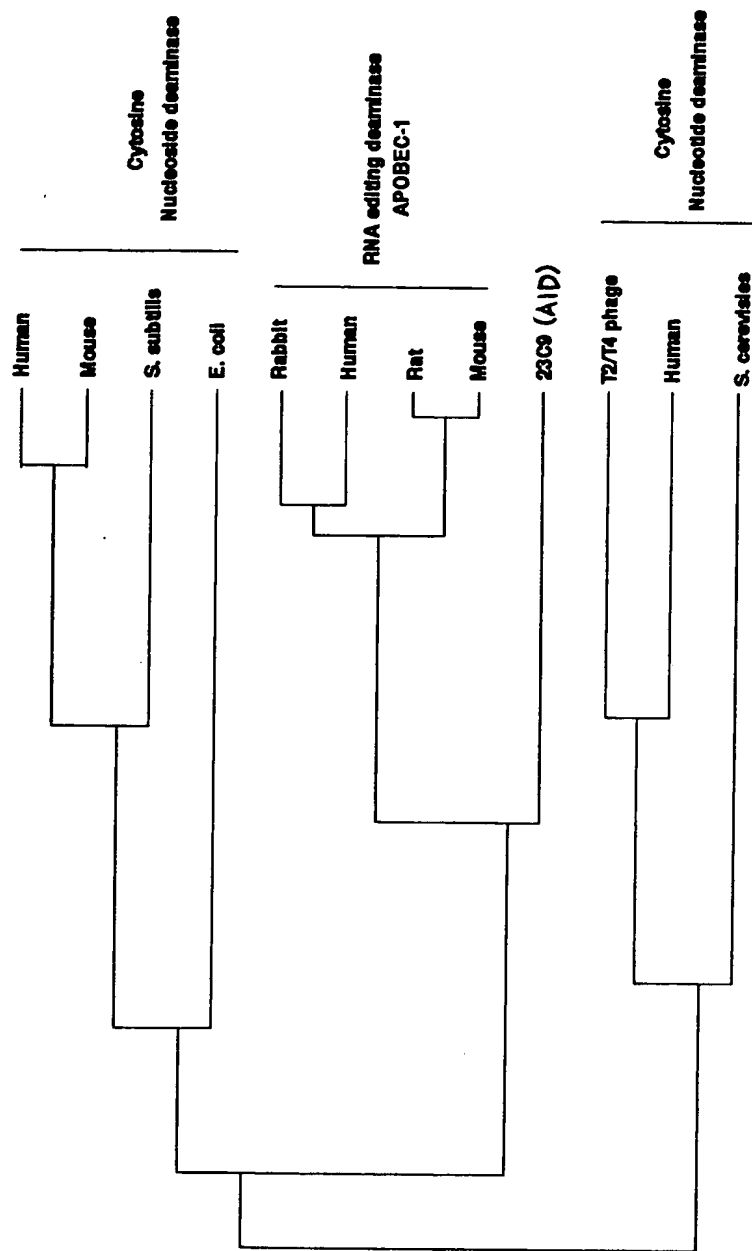 Human
Mouse
S. subtilis
E. coli
Cytosine
Nucleoside deaminase
Rabbit
Human
Rat
Mouse
RNA editing deaminase
APOBEC-1
23C9 (AID)
T2/T4 phage
Human
S. cerevisies
Cytosine
Nucleotide deaminase